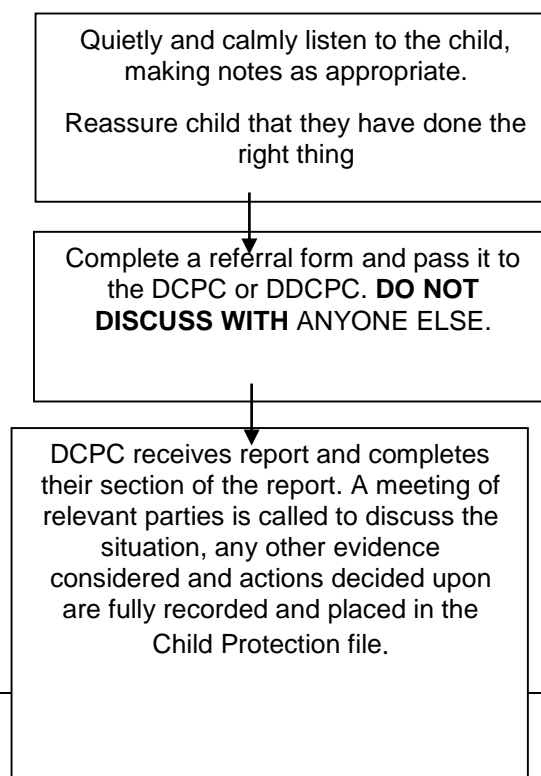 Quietly and calmly listen to the child,
making notes as appropriate.
Reassure child that they have done the
right thing
Complete a referral form and pass it to
the DCPC or DDCPC. DO NOT
DISCUSS WITH ANYONE ELSE.
DCPC receives report and completes
their section of the report. A meeting of
relevant parties is called to discuss the
situation, any other evidence
considered and actions decided upon
are fully recorded and placed in the
Child Protection file.